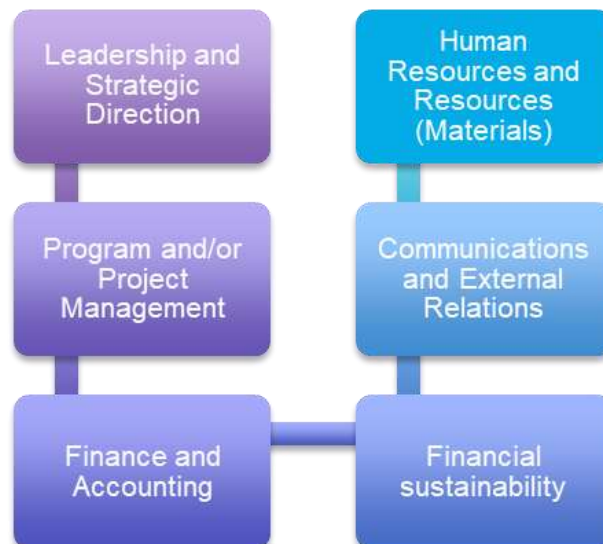 Leadership and
Strategic
Direction
Program and/or
Project
Management
Finance and
Accounting
Financial
sustainability
Communications
and External
Relations
Human
Resources and
Resources
(Materials)